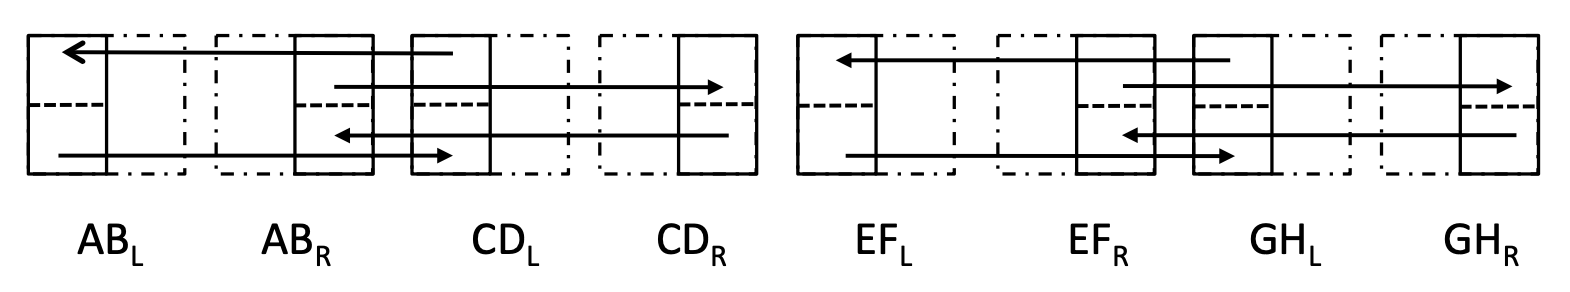 AB_L AB_R CD_L CD_R EF_L EF_R GH_L GH_R